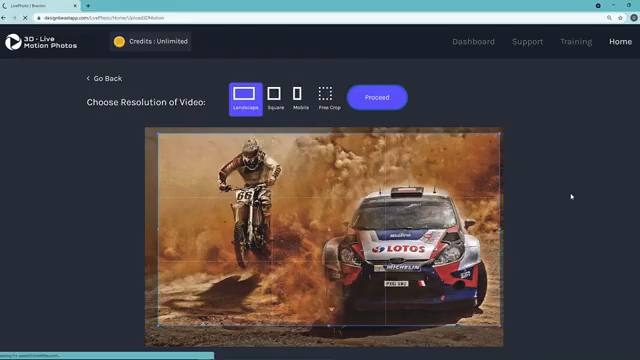 LivePhoto | Beastov
designbeastapp.com/LivePhoto/Home/Upload3DMotion
3D - Live
Motion Photos
Credits : Unlimited
Dashboard
Support
Training
Home
Go Back
Choose Resolution of Video:
Landscape
Square
Mobile
Free Crop
Proceed
66
LOTOS
MICHELIN